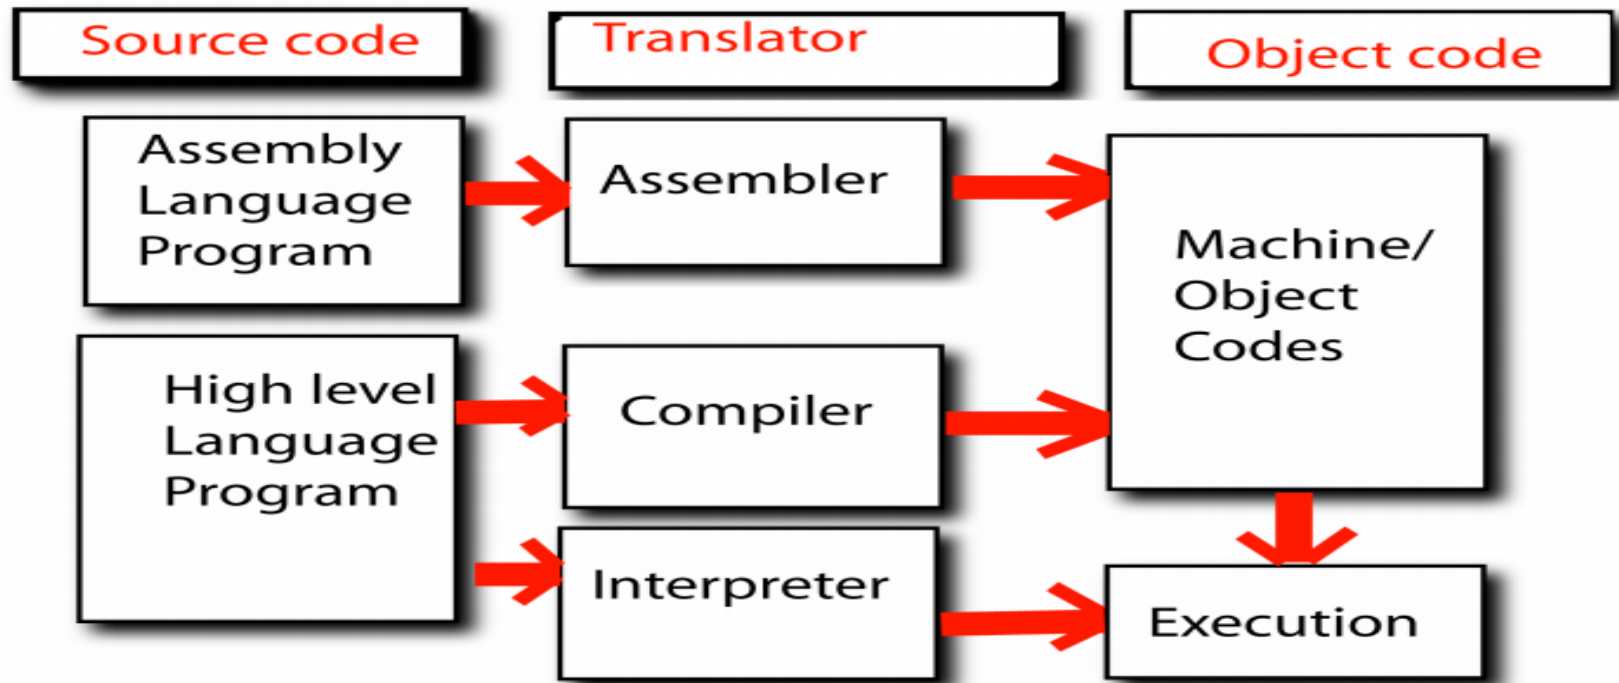 Source code
Translator
Object code
Assembly
Language
Program
Assembler
Machine/
Object
Codes
High level
Language
Program
Compiler
Interpreter
Execution